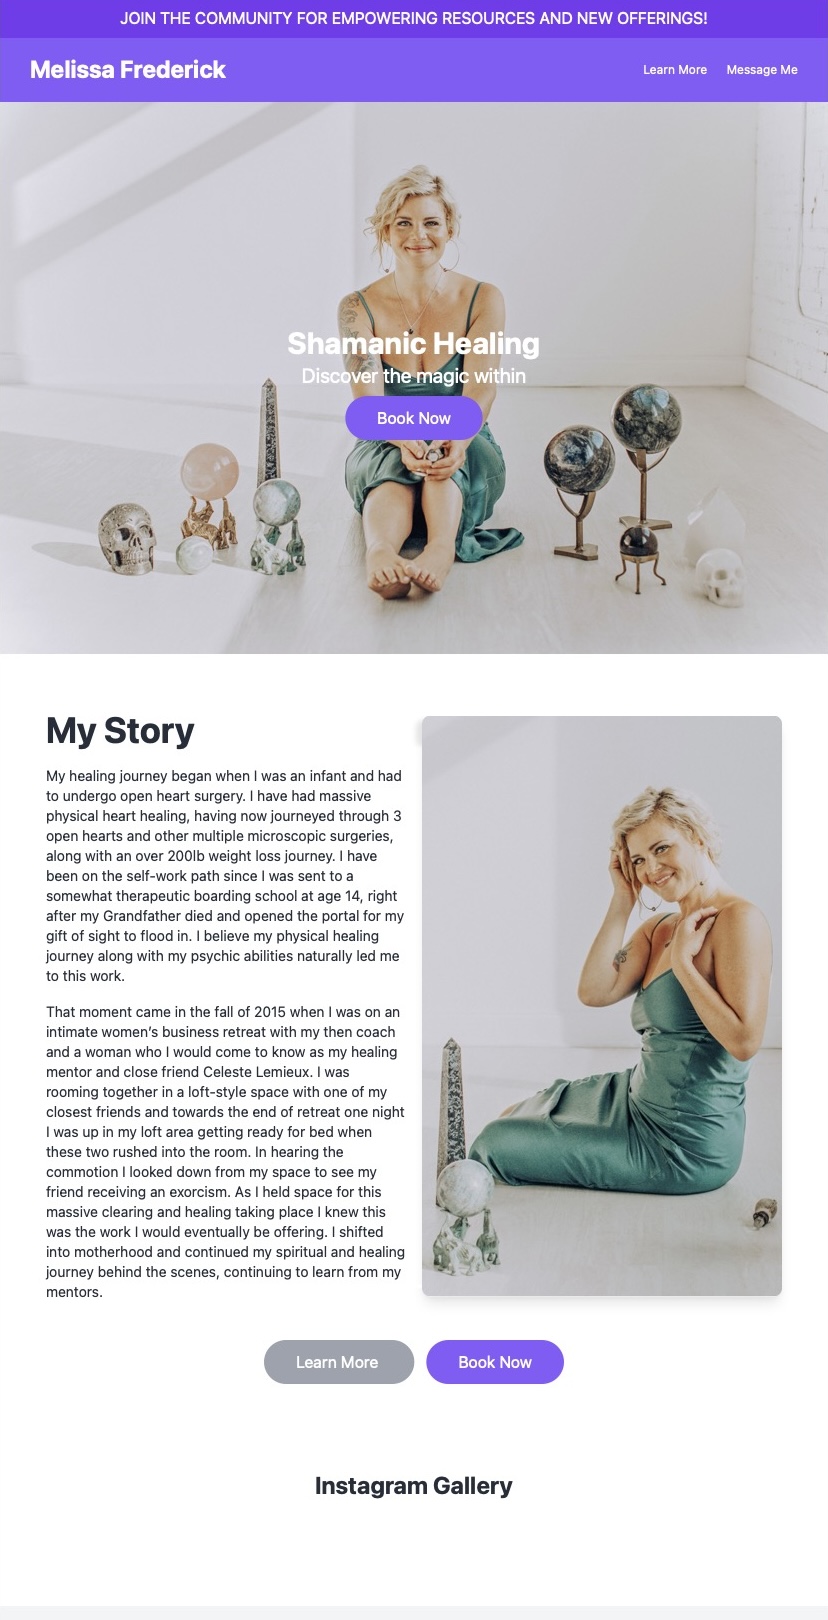 JOIN THE COMMUNITY FOR EMPOWERING RESOURCES AND NEW OFFERINGS!
Melissa Frederick
Learn More
Message Me
Shamanic Healing
Discover the magic within
Book Now
My Story
My healing journey began when I was an infant and had
to undergo open heart surgery. I have had massive
physical heart healing, having now journeyed through 3
open hearts and other multiple microscopic surgeries,
along with an over 200lb weight loss journey. I have
been on the self-work path since I was sent to a
somewhat therapeutic boarding school at age 14, right
after my Grandfather died and opened the portal for my
gift of sight to flood in. I believe my physical healing
journey along with my psychic abilities naturally led me
to this work.
That moment came in the fall of 2015 when I was on an
intimate women’s business retreat with my then coach
and a woman who I would come to know as my healing
mentor and close friend Celeste Lemieux. I was
rooming together in a loft-style space with one of my
closest friends and towards the end of retreat one night
I was up in my loft area getting ready for bed when
these two rushed into the room. In hearing the
commotion I looked down from my space to see my
friend receiving an exorcism. As I held space for this
massive clearing and healing taking place I knew this
was the work I would eventually be offering. I shifted
into motherhood and continued my spiritual and healing
journey behind the scenes, continuing to learn from my
mentors.
Learn More
Book Now
Instagram Gallery